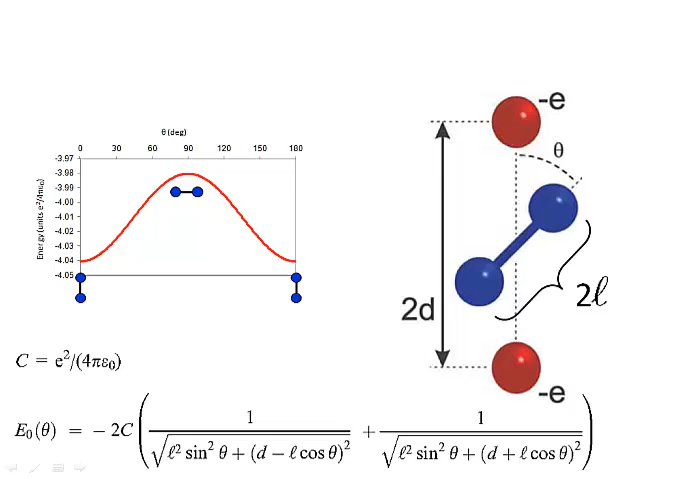 θ (deg)
0 30 60 90 120 150 180
Energy (units e²/4πε₀)
-3.97
-3.98
-3.99
-4.00
-4.01
-4.02
-4.03
-4.04
-4.05
-e
θ
2d
2ℓ
-e
C = e²/(4πε₀)
E₀(θ) = − 2C ( 1 / √(ℓ² sin² θ + (d − ℓ cos θ)²) + 1 / √(ℓ² sin² θ + (d + ℓ cos θ)²) )